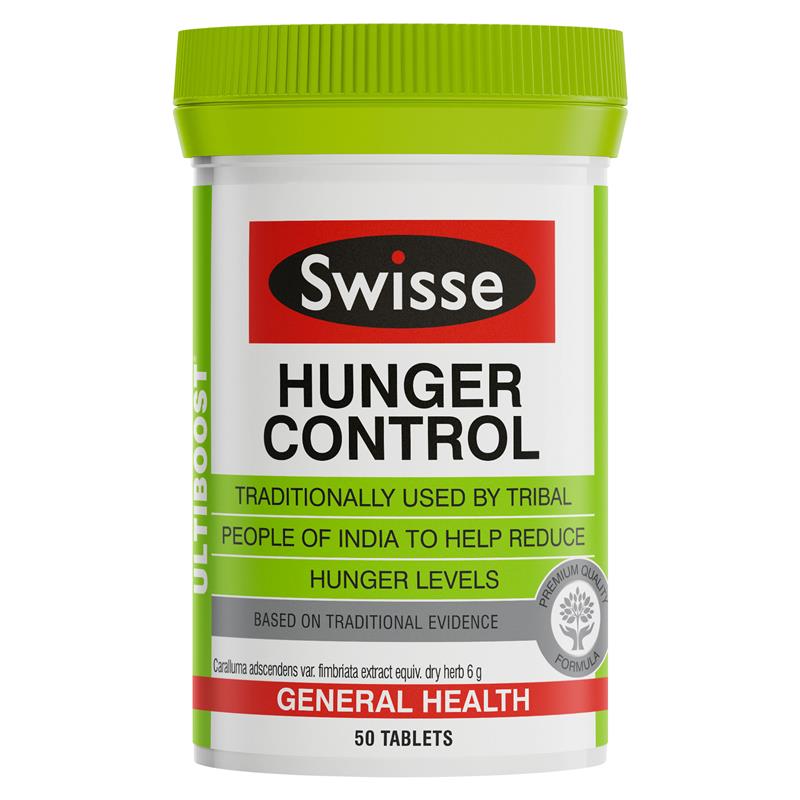 Swisse
HUNGER
CONTROL
TRADITIONALLY USED BY TRIBAL
PEOPLE OF INDIA TO HELP REDUCE
HUNGER LEVELS
BASED ON TRADITIONAL EVIDENCE
PREMIUM QUALITY
FORMULA
Caralluma adscendens var. fimbriata extract equiv. dry herb 6 g
GENERAL HEALTH
50 TABLETS
ULTIBOOST®